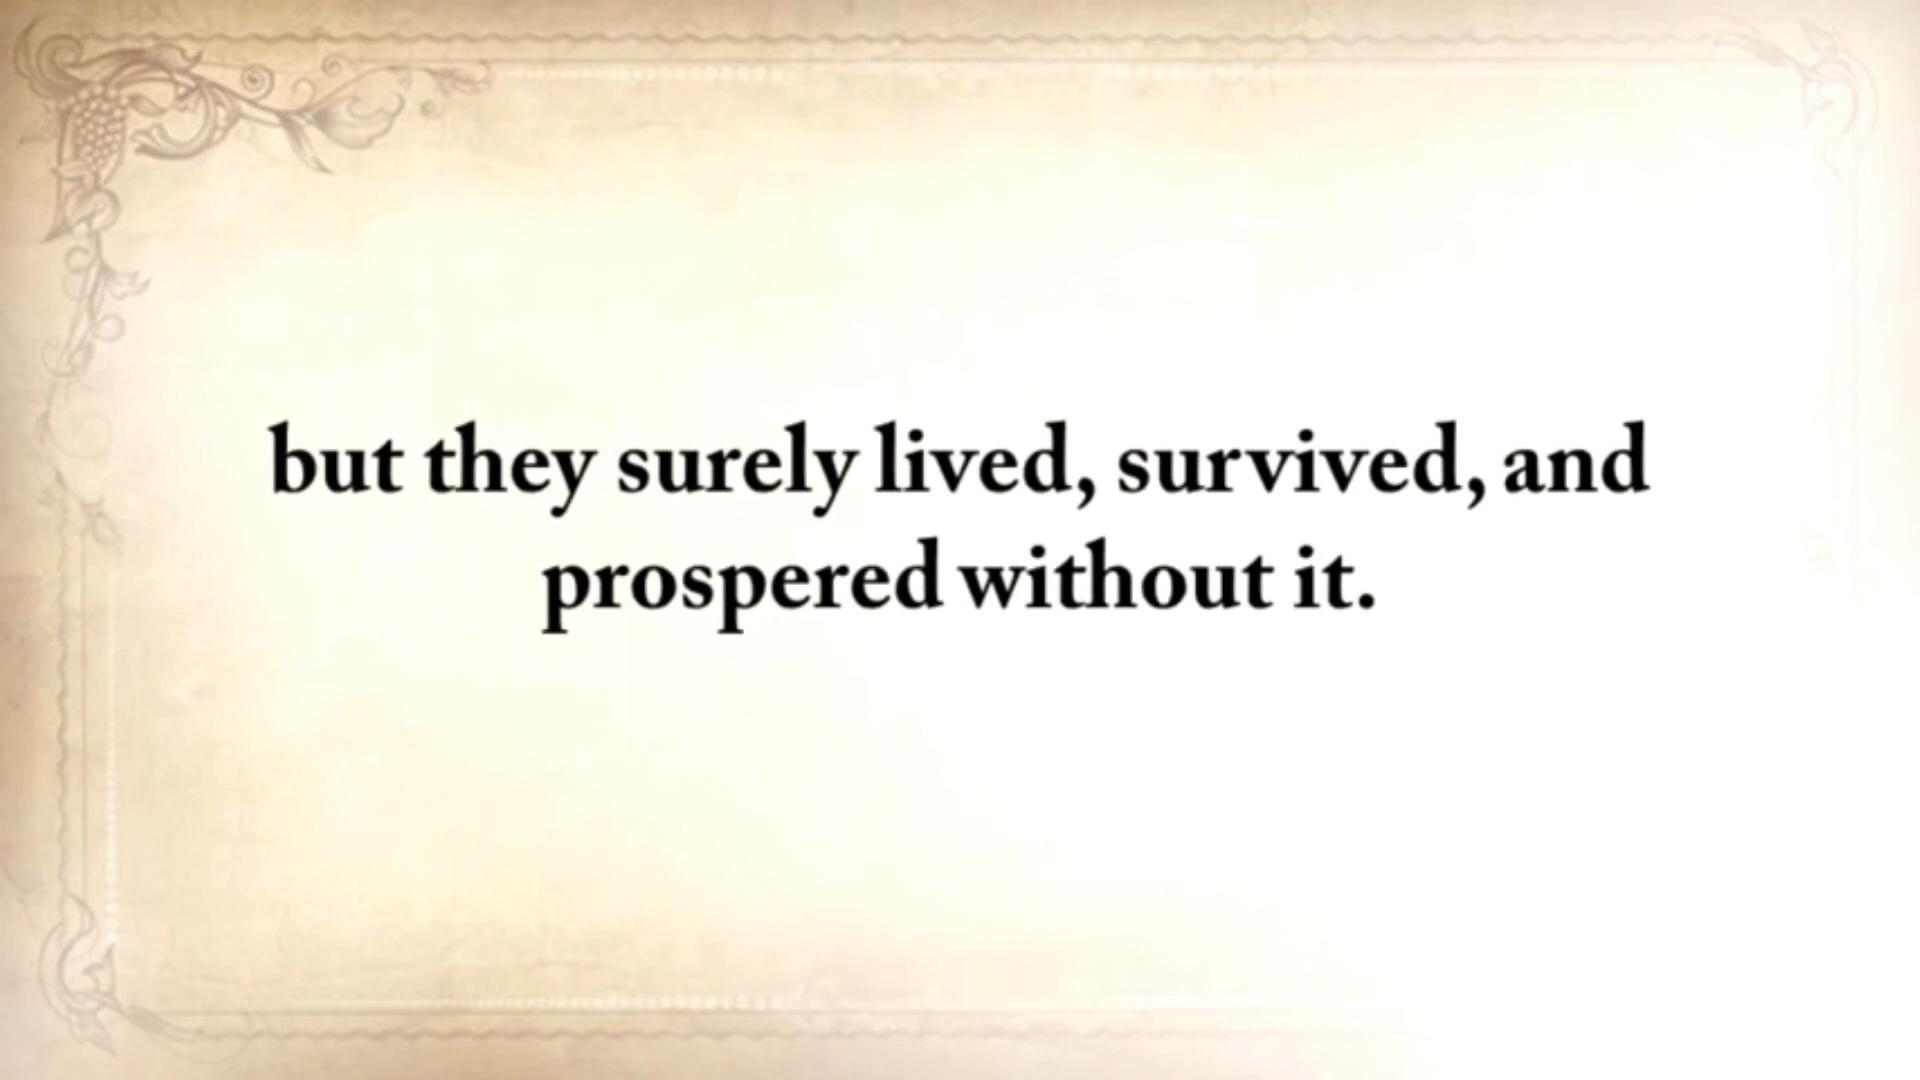 but they surely lived, survived, and
prospered without it.